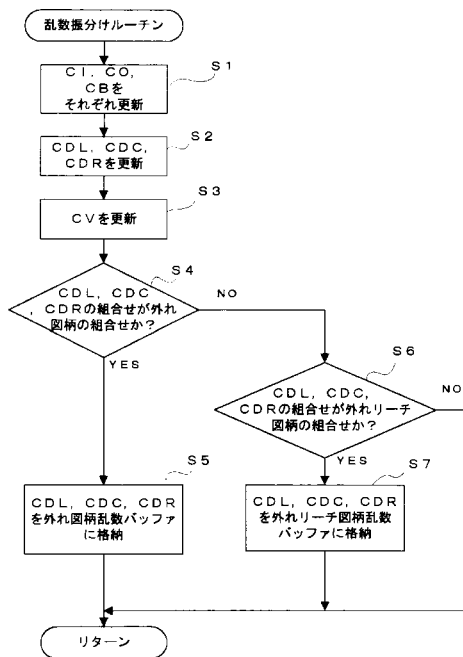 乱数振分けルーチン
S1
CI, CO,
CBを
それぞれ更新
S2
CDL, CDC,
CDRを更新
S3
CVを更新
S4
CDL, CDC
, CDRの組合せが外れ
図柄の組合せか?
NO
YES
S6
CDL, CDC,
CDRの組合せが外れリーチ
図柄の組合せか?
NO
YES
S5
CDL, CDC, CDR
を外れ図柄乱数バッファ
に格納
S7
CDL, CDC, CDR
を外れリーチ図柄乱数
バッファに格納
リターン